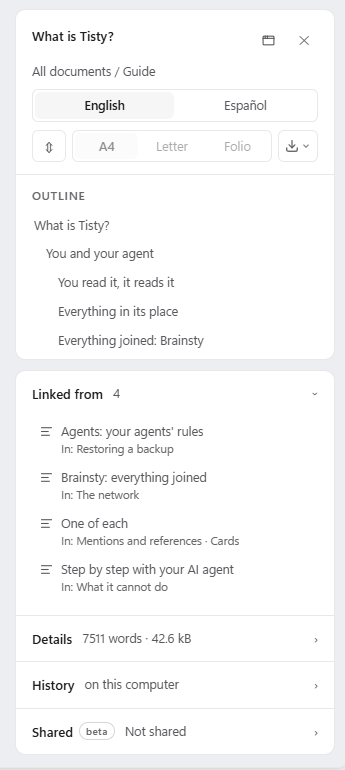 What is Tisty?
All documents / Guide
English Español
A4 Letter Folio
OUTLINE
What is Tisty?
You and your agent
You read it, it reads it
Everything in its place
Everything joined: Brainsty
Linked from 4
Agents: your agents' rules
In: Restoring a backup
Brainsty: everything joined
In: The network
One of each
In: Mentions and references · Cards
Step by step with your AI agent
In: What it cannot do
Details 7511 words · 42.6 kB
History on this computer
Shared beta Not shared